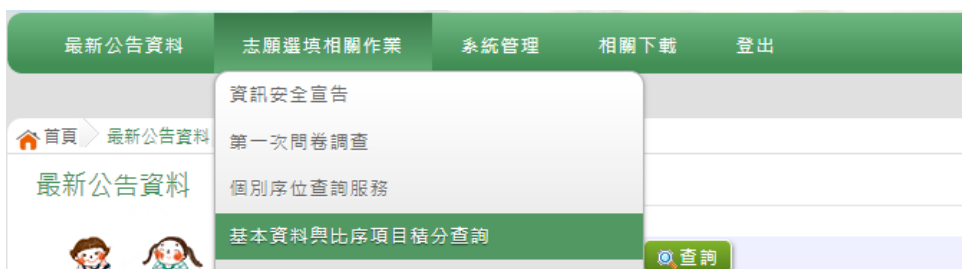 最新公告資料 志願選填相關作業 系統管理 相關下載 登出
資訊安全宣告
首頁 最新公告資料
第一次問卷調查
最新公告資料
個別序位查詢服務
基本資料與比序項目積分查詢
查詢